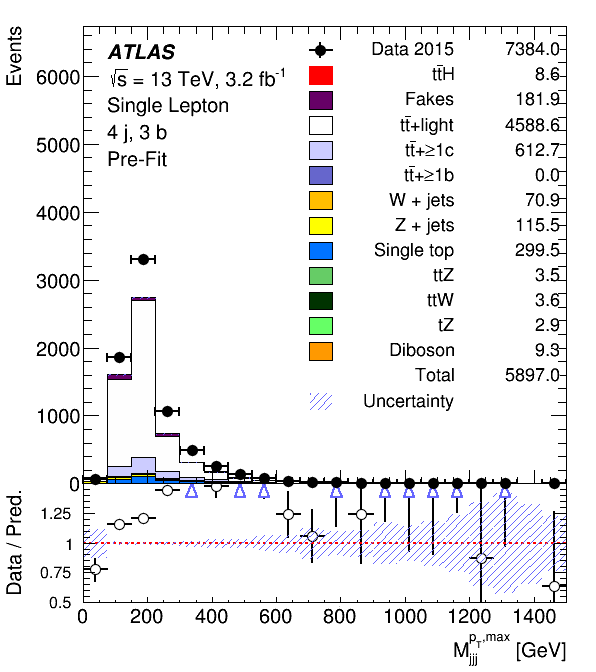 Events
6000
5000
4000
3000
2000
1000
0
ATLAS
√s = 13 TeV, 3.2 fb⁻¹
Single Lepton
4 j, 3 b
Pre-Fit
Data 2015 7384.0
tt̄H 8.6
Fakes 181.9
tt̄+light 4588.6
tt̄+≥1c 612.7
tt̄+≥1b 0.0
W + jets 70.9
Z + jets 115.5
Single top 299.5
ttZ 3.5
ttW 3.6
tZ 2.9
Diboson 9.3
Total 5897.0
Uncertainty
Data / Pred.
1.25
1
0.75
0.5
0 200 400 600 800 1000 1200 1400
M_jjj^{p_T,max} [GeV]